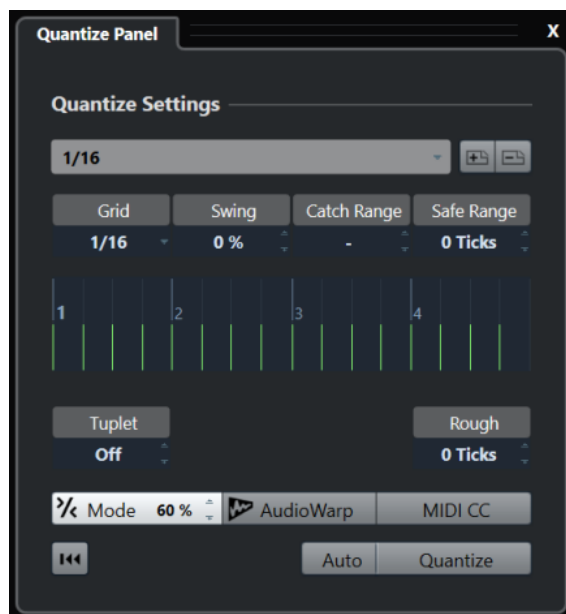 Quantize Panel X
Quantize Settings
1/16
Grid Swing Catch Range Safe Range
1/16 0 % - 0 Ticks
1 2 3 4
Tuplet Rough
Off 0 Ticks
Mode 60 % AudioWarp MIDI CC
Auto Quantize